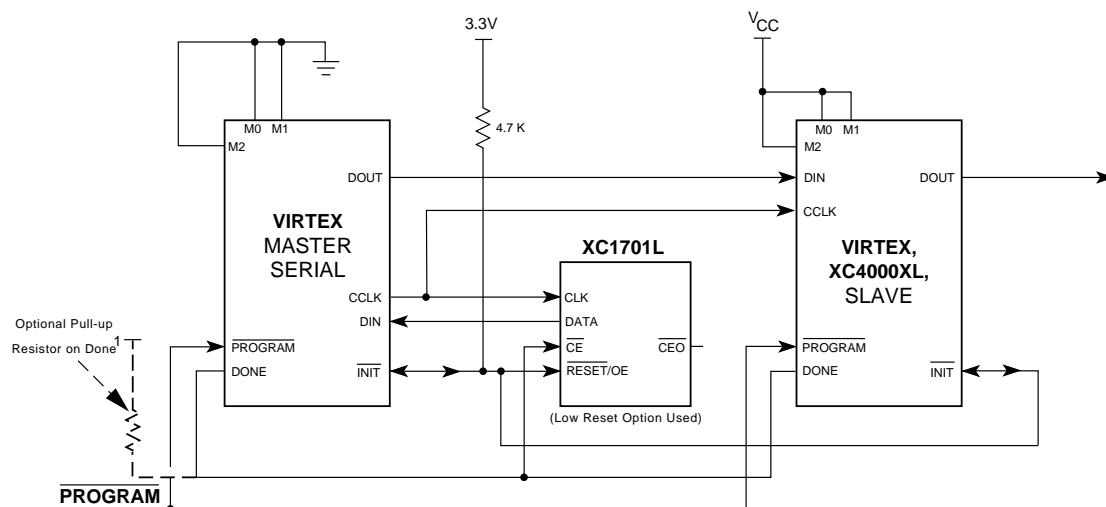 3.3V
VCC
M0 M1
M2
4.7 K
M0 M1
M2
DOUT
DIN
DOUT
CCLK
VIRTEX
MASTER
SERIAL
XC1701L
VIRTEX,
XC4000XL,
SLAVE
CCLK
CLK
DIN
DATA
Optional Pull-up
Resistor on Done
1
PROGRAM
CE
CEO
PROGRAM
DONE
INIT
RESET/OE
DONE
INIT
(Low Reset Option Used)
PROGRAM